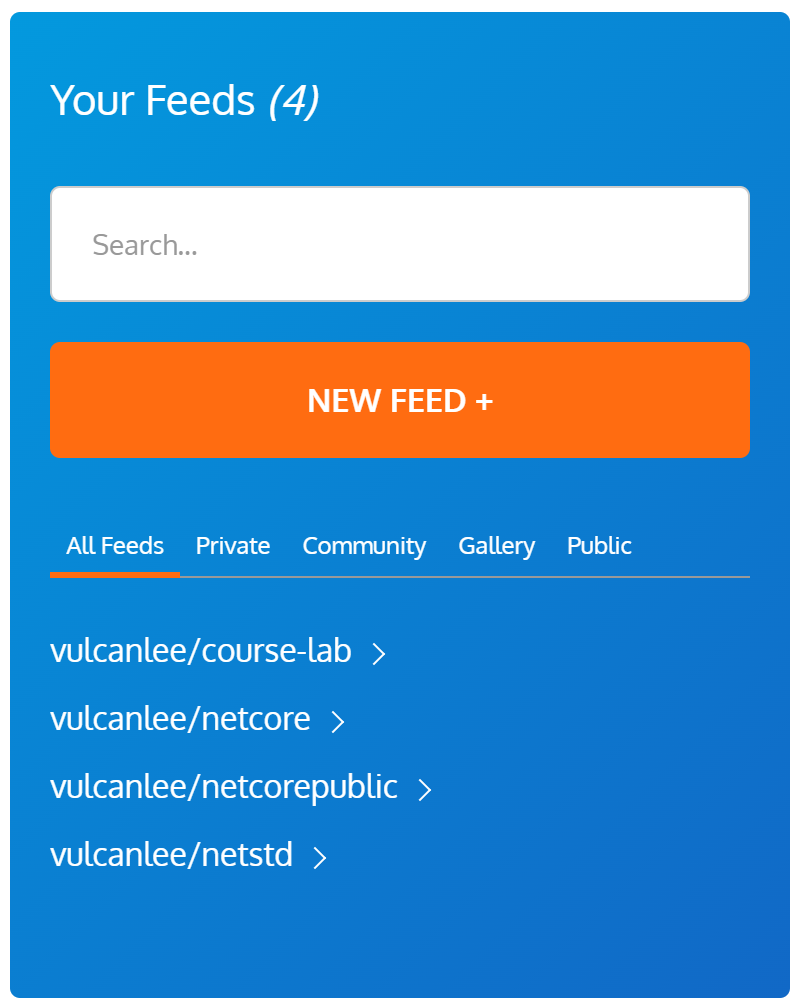 Your Feeds (4)
Search...
NEW FEED +
All Feeds Private Community Gallery Public
vulcanlee/course-lab
vulcanlee/netcore
vulcanlee/netcorepublic
vulcanlee/netstd